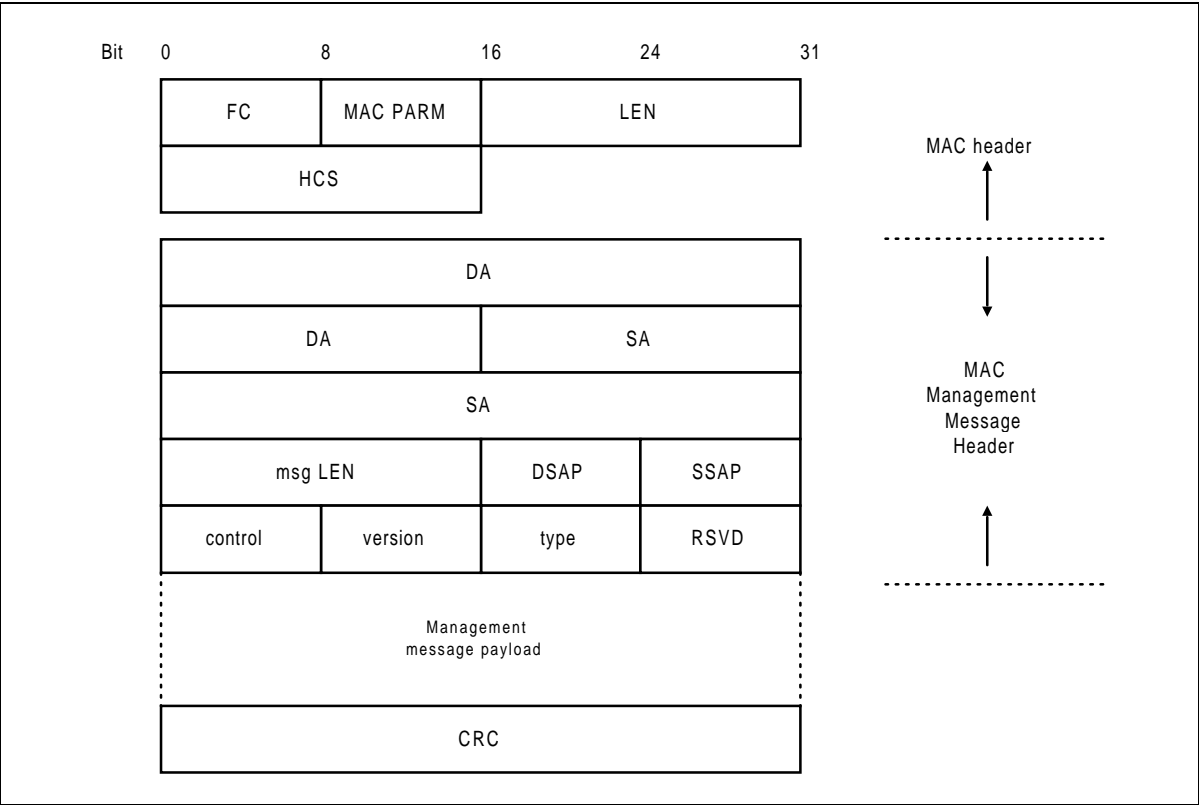 Bit 0 8 16 24 31
FC MAC PARM LEN
HCS
MAC header
DA
DA SA
SA
MAC
Management
Message
Header
msg LEN DSAP SSAP
control version type RSVD
Management
message payload
CRC